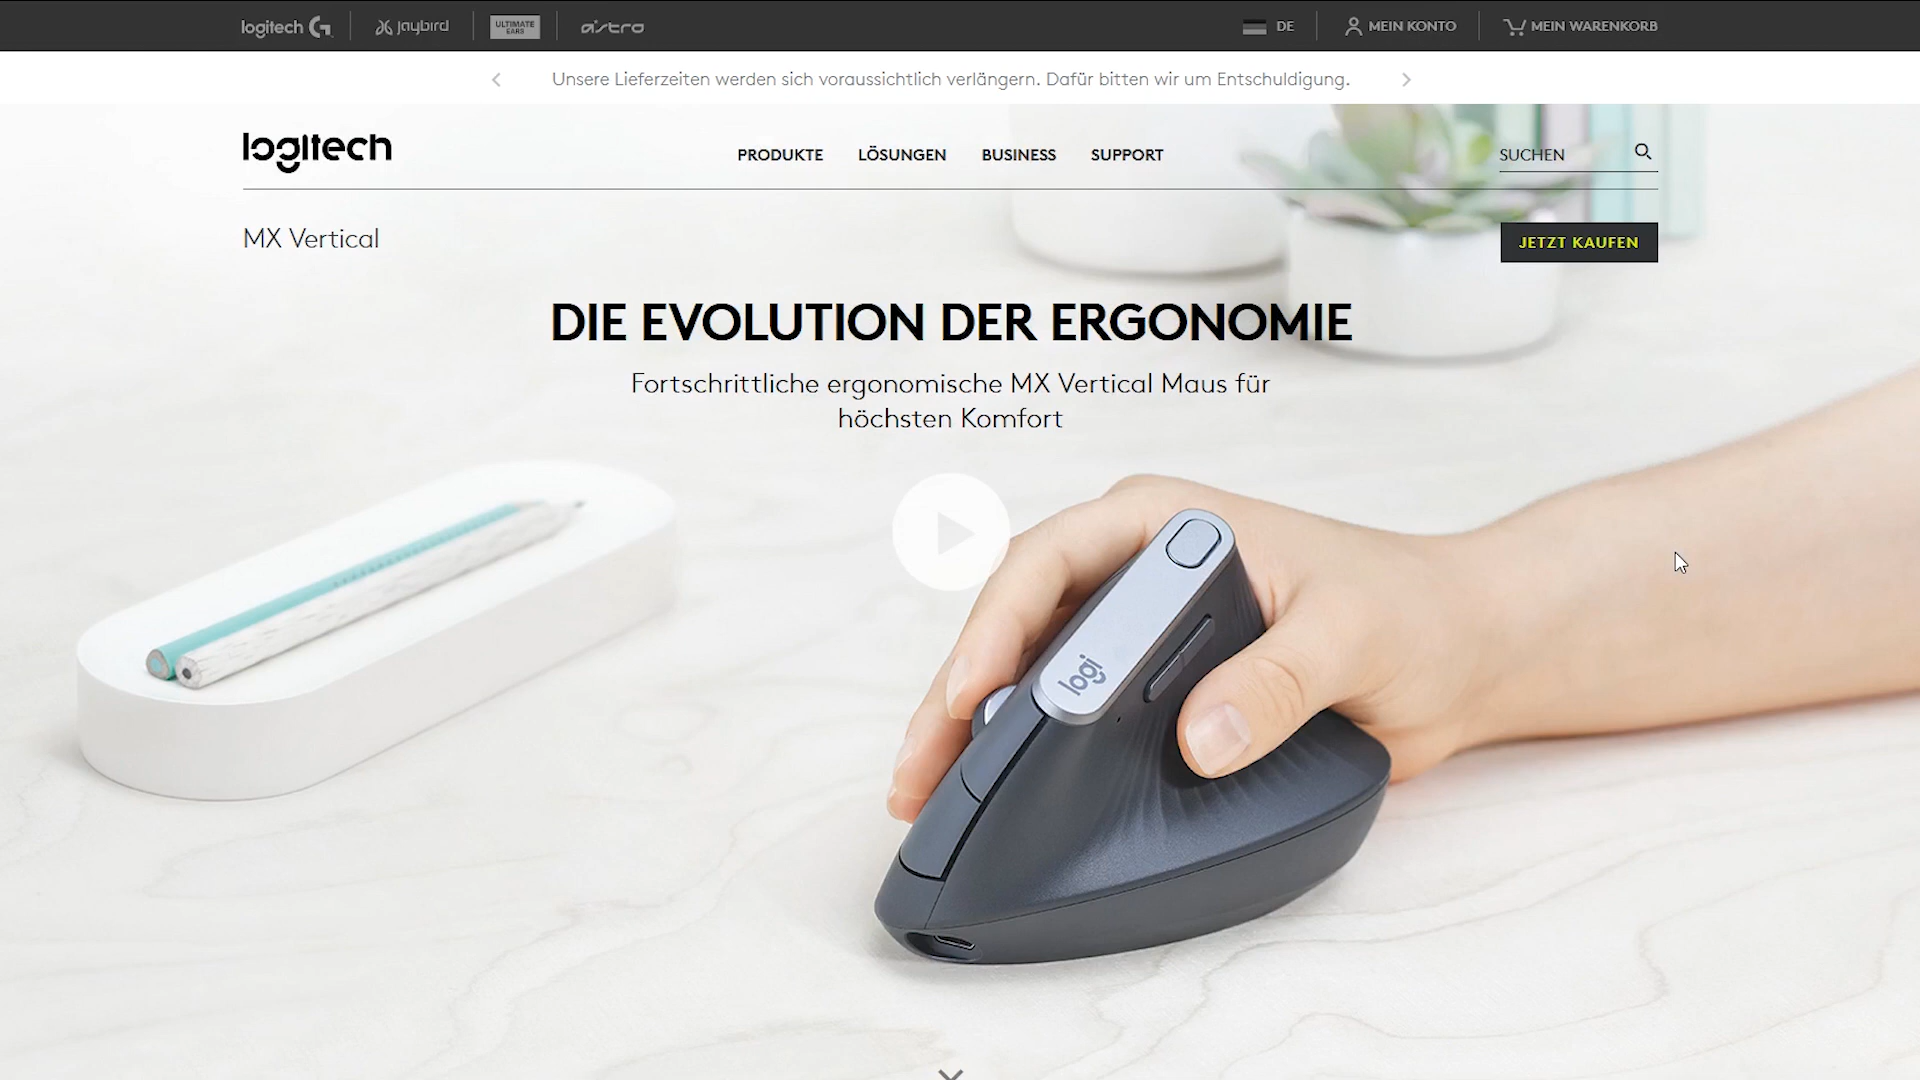 logitech G
jaybird
ULTIMATE
EARS
astro
DE
MEIN KONTO
MEIN WARENKORB
Unsere Lieferzeiten werden sich voraussichtlich verlängern. Dafür bitten wir um Entschuldigung.
logitech
PRODUKTE
LÖSUNGEN
BUSINESS
SUPPORT
SUCHEN
MX Vertical
JETZT KAUFEN
DIE EVOLUTION DER ERGONOMIE
Fortschrittliche ergonomische MX Vertical Maus für
höchsten Komfort
logi